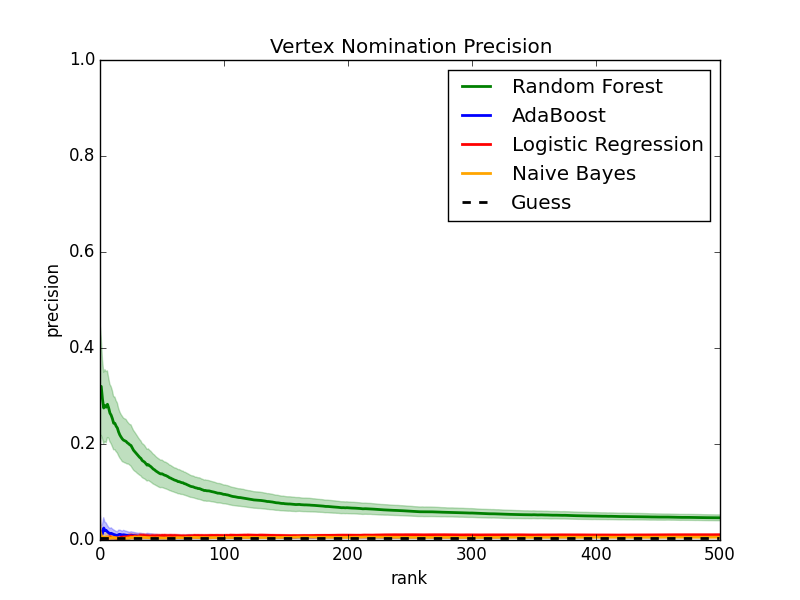 Vertex Nomination Precision
1.0
0.8
0.6
0.4
0.2
0.0
precision
Random Forest
AdaBoost
Logistic Regression
Naive Bayes
Guess
0 100 200 300 400 500
rank